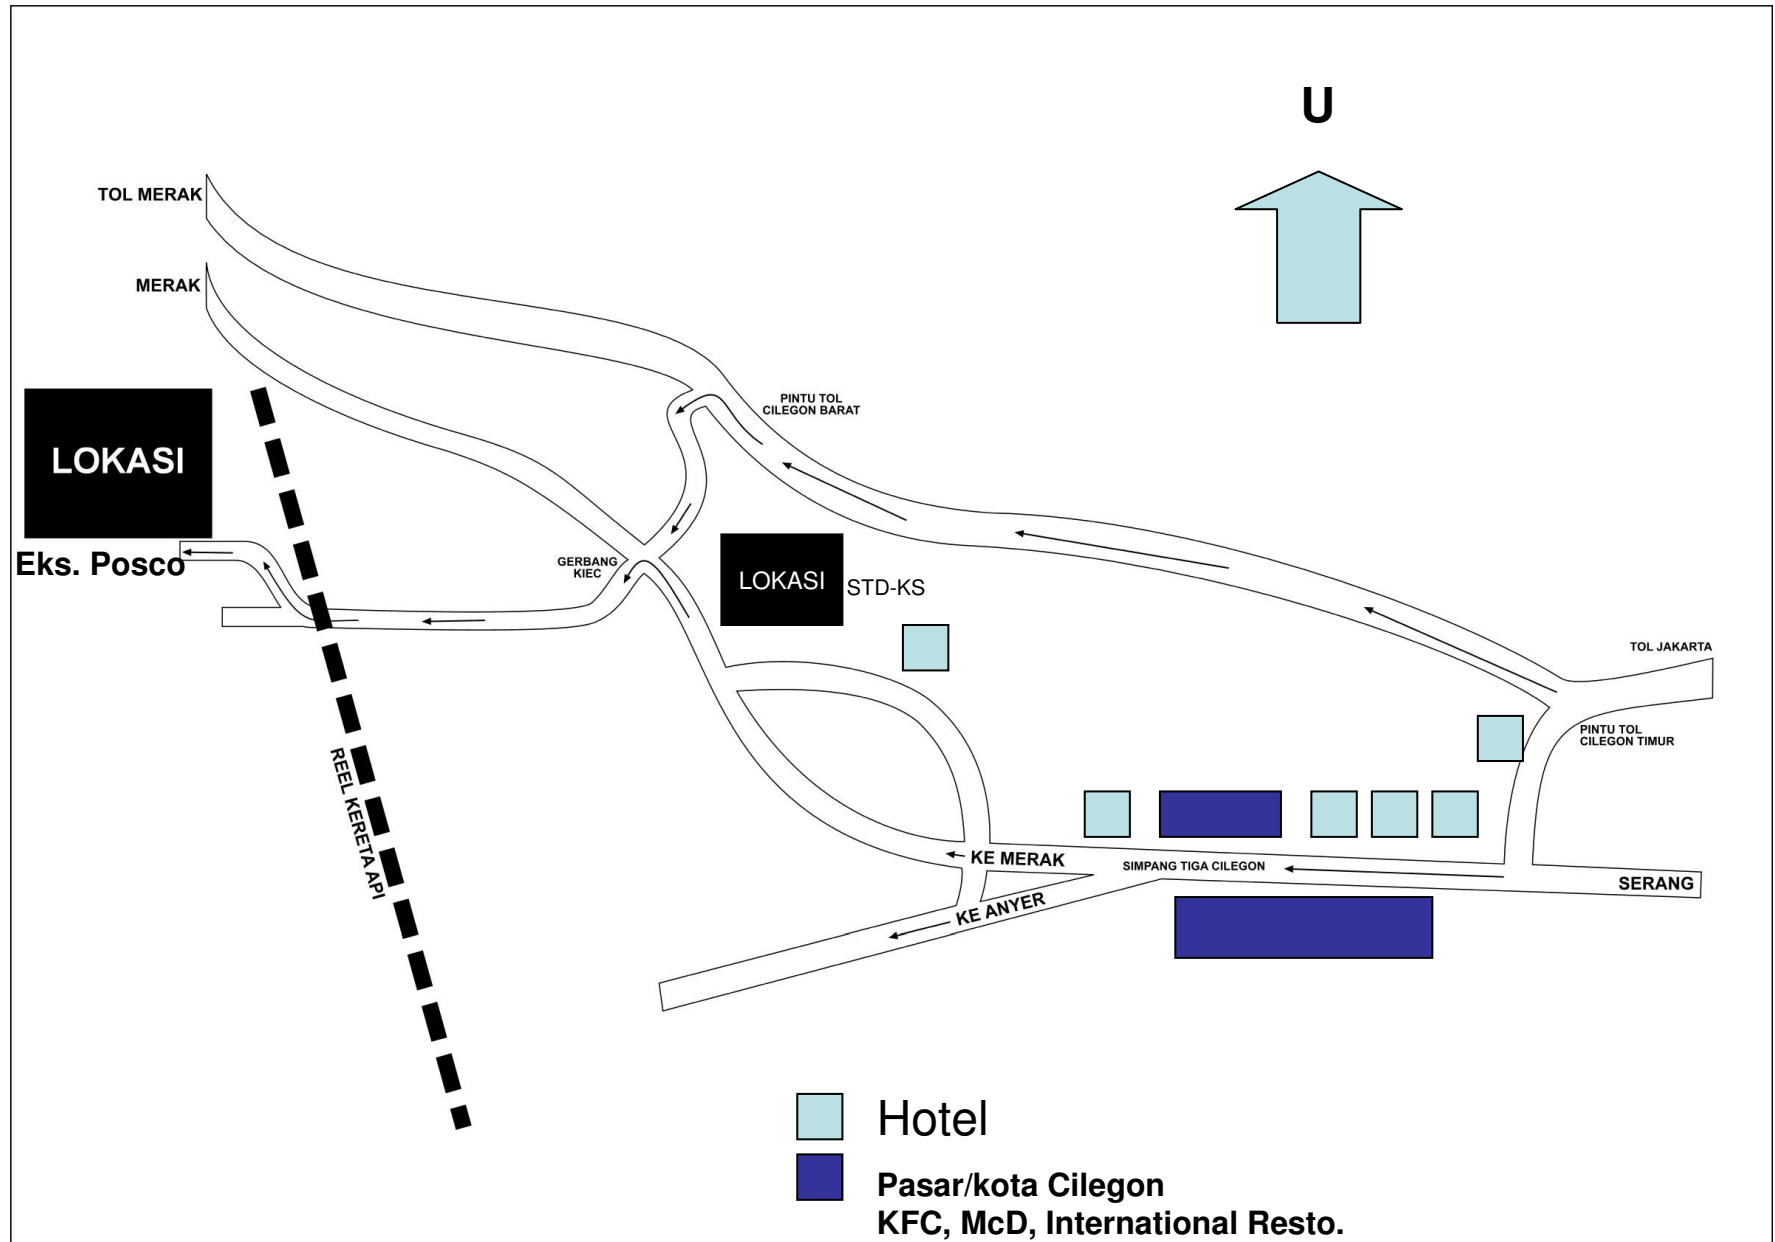 U
TOL MERAK
MERAK
PINTU TOL
CILEGON BARAT
LOKASI
Eks. Posco
GERBANG
KIEC
LOKASI
STD-KS
TOL JAKARTA
PINTU TOL
CILEGON TIMUR
REEL KERETA API
KE MERAK
SIMPANG TIGA CILEGON
SERANG
KE ANYER
Hotel
Pasar/kota Cilegon
KFC, McD, International Resto.